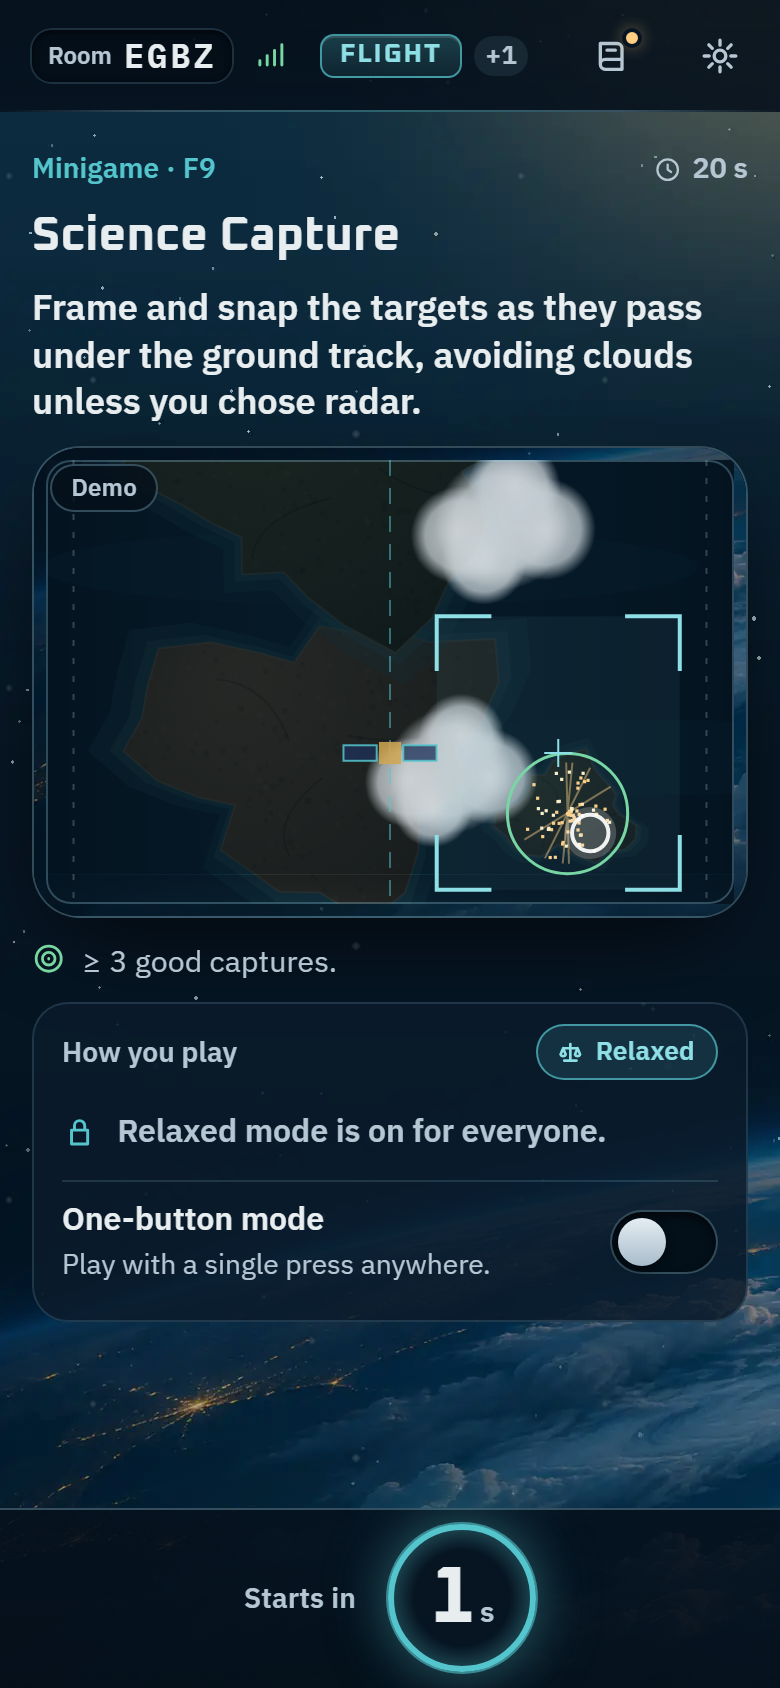 Room EGBZ FLIGHT +1
Minigame · F9 20 s
Science Capture
Frame and snap the targets as they pass
under the ground track, avoiding clouds
unless you chose radar.
Demo
≥ 3 good captures.
How you play Relaxed
Relaxed mode is on for everyone.
One-button mode
Play with a single press anywhere.
Starts in 1 s